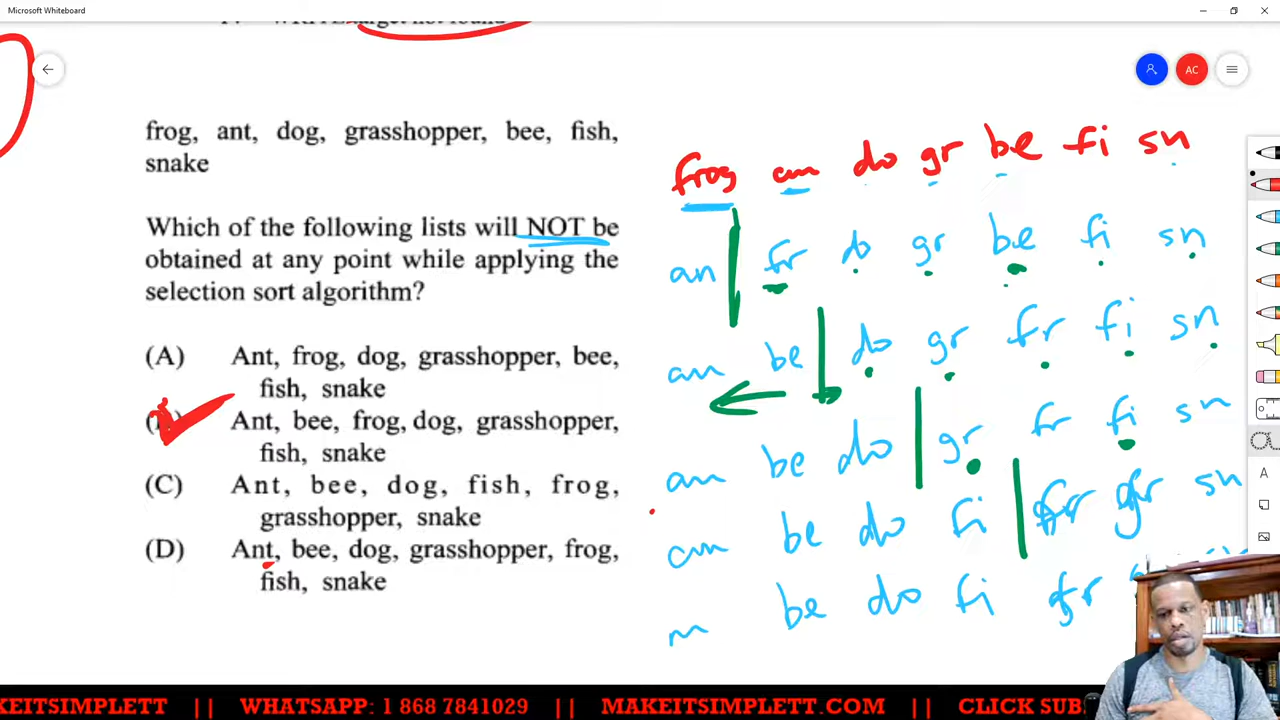 Microsoft Whiteboard
target not found
AC
frog, ant, dog, grasshopper, bee, fish,
snake
Which of the following lists will NOT be
obtained at any point while applying the
selection sort algorithm?
(A) Ant, frog, dog, grasshopper, bee,
fish, snake
Ant, bee, frog, dog, grasshopper,
fish, snake
(C) Ant, bee, dog, fish, frog,
grasshopper, snake
(D) Ant, bee, dog, grasshopper, frog,
fish, snake
frog an do gr be fi sn
an fr do gr be fi sn
an be do gr fr fi sn
an be do gr fr fi sn
an be do fi fr gr sn
be do fi fr
A
KEITSIMPLETT || WHATSAPP: 1 868 7841029 || MAKEITSIMPLETT.COM || CLICK SUB